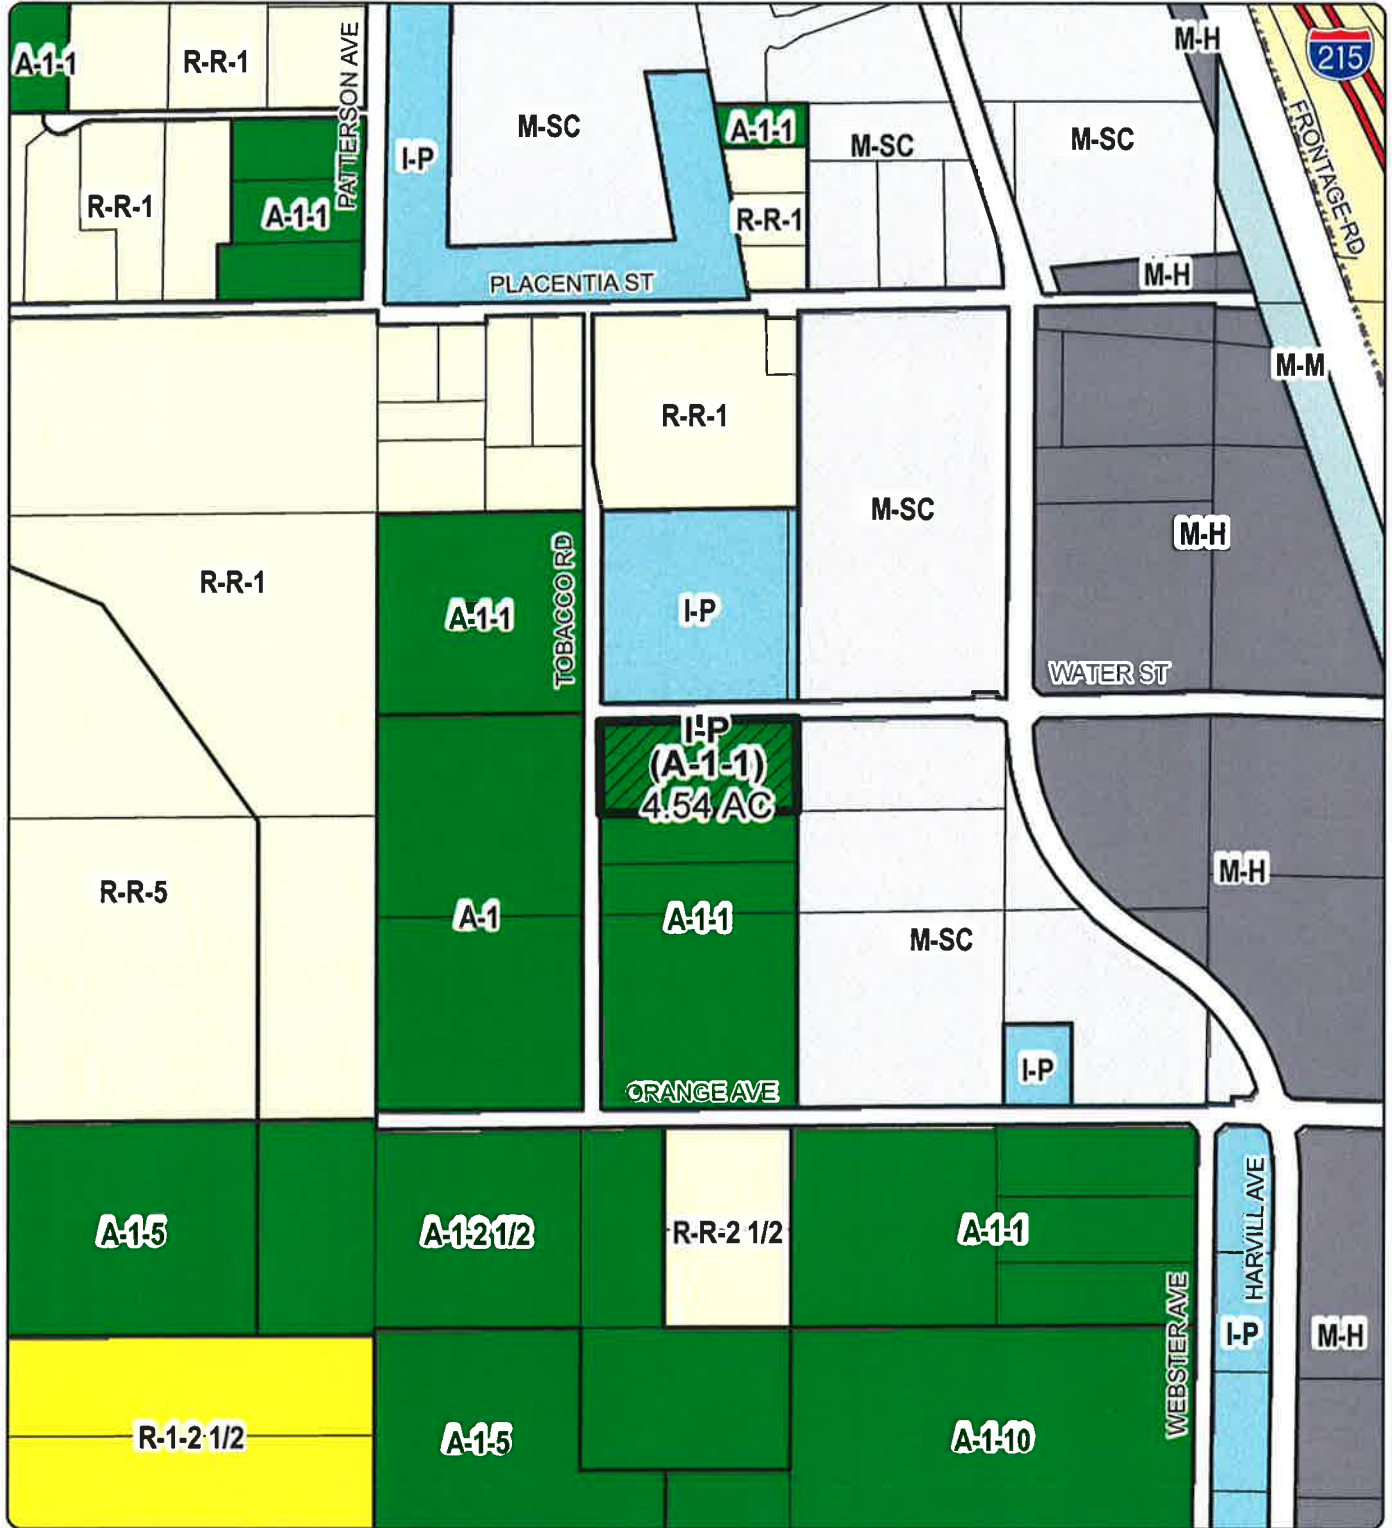 A-1-1
R-R-1
PATTERSON AVE
M-H
215
FRONTAGE RD
I-P
M-SC
A-1-1
M-SC
M-SC
R-R-1
A-1-1
R-R-1
PLACENTIA ST
M-H
M-M
R-R-1
M-SC
M-H
R-R-1
A-1-1
TOBACCO RD
I-P
WATER ST
I-P
(A-1-1)
4.54 AC
M-H
R-R-5
A-1
A-1-1
M-SC
I-P
ORANGE AVE
A-1-5
A-1-2 1/2
R-R-2 1/2
A-1-1
WEBSTER AVE
HARVILL AVE
I-P
M-H
R-1-2 1/2
A-1-5
A-1-10